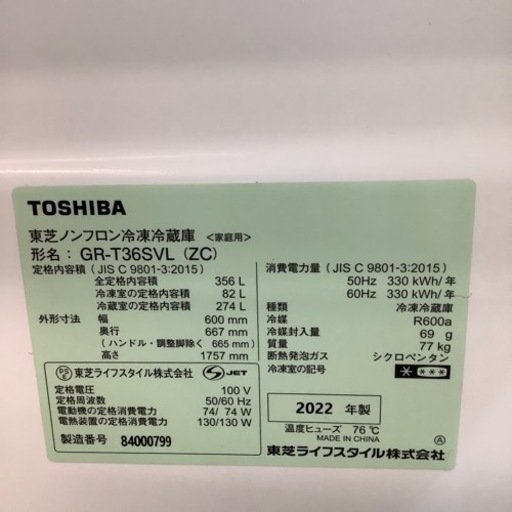 TOSHIBA
東芝ノンフロン冷凍冷蔵庫 <家庭用>
形名： GR-T36SVL (ZC)
定格内容積 ( JIS C 9801-3:2015 )
全定格内容積 356 L
冷凍室の定格内容積 82 L
冷蔵室の定格内容積 274 L
外形寸法 幅 600 mm
奥行 667 mm
( ハンドル・調整脚除く 665 mm )
高さ 1757 mm
PSE 東芝ライフスタイル株式会社 S JET
定格電圧 100 V
定格周波数 50/60 Hz
電動機の定格消費電力 74/ 74 W
電熱装置の定格消費電力 130/130 W
製造番号 84000799
消費電力量 ( JIS C 9801-3:2015 )
50Hz 330 kWh/ 年
60Hz 330 kWh/ 年
種類 冷凍冷蔵庫
冷媒 R600a
冷媒封入量 69 g
質量 77 kg
断熱発泡ガス シクロペンタン
冷凍室の記号 * ***
2022 年製
温度ヒューズ 76℃
MADE IN CHINA
A
東芝ライフスタイル株式会社